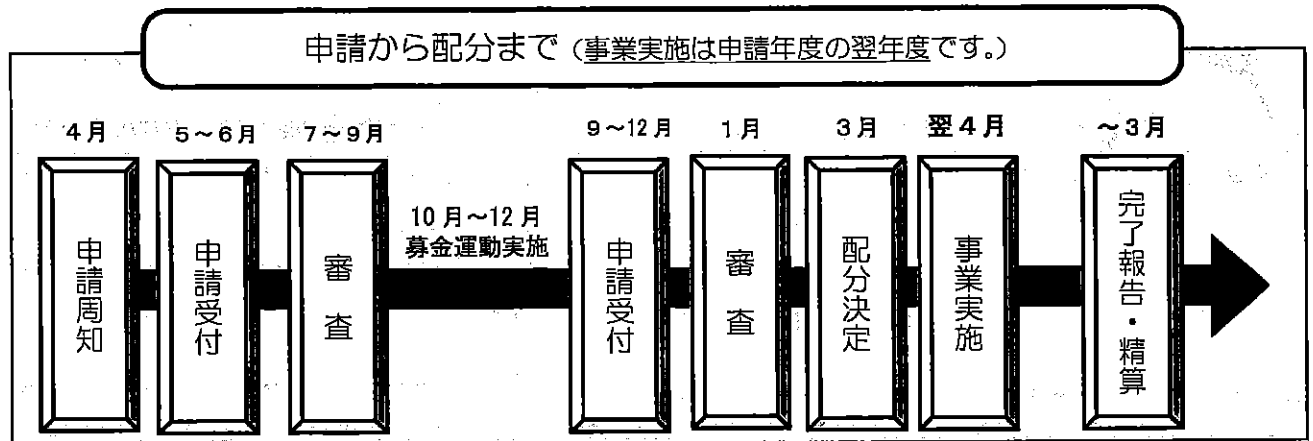 申請から配分まで（事業実施は申請年度の翌年度です。）
4月
5～6月
7～9月
10月～12月
募金運動実施
9～12月
1月
3月
翌4月
～3月
申請周知
申請受付
審査
申請受付
審査
配分決定
事業実施
完了報告・精算